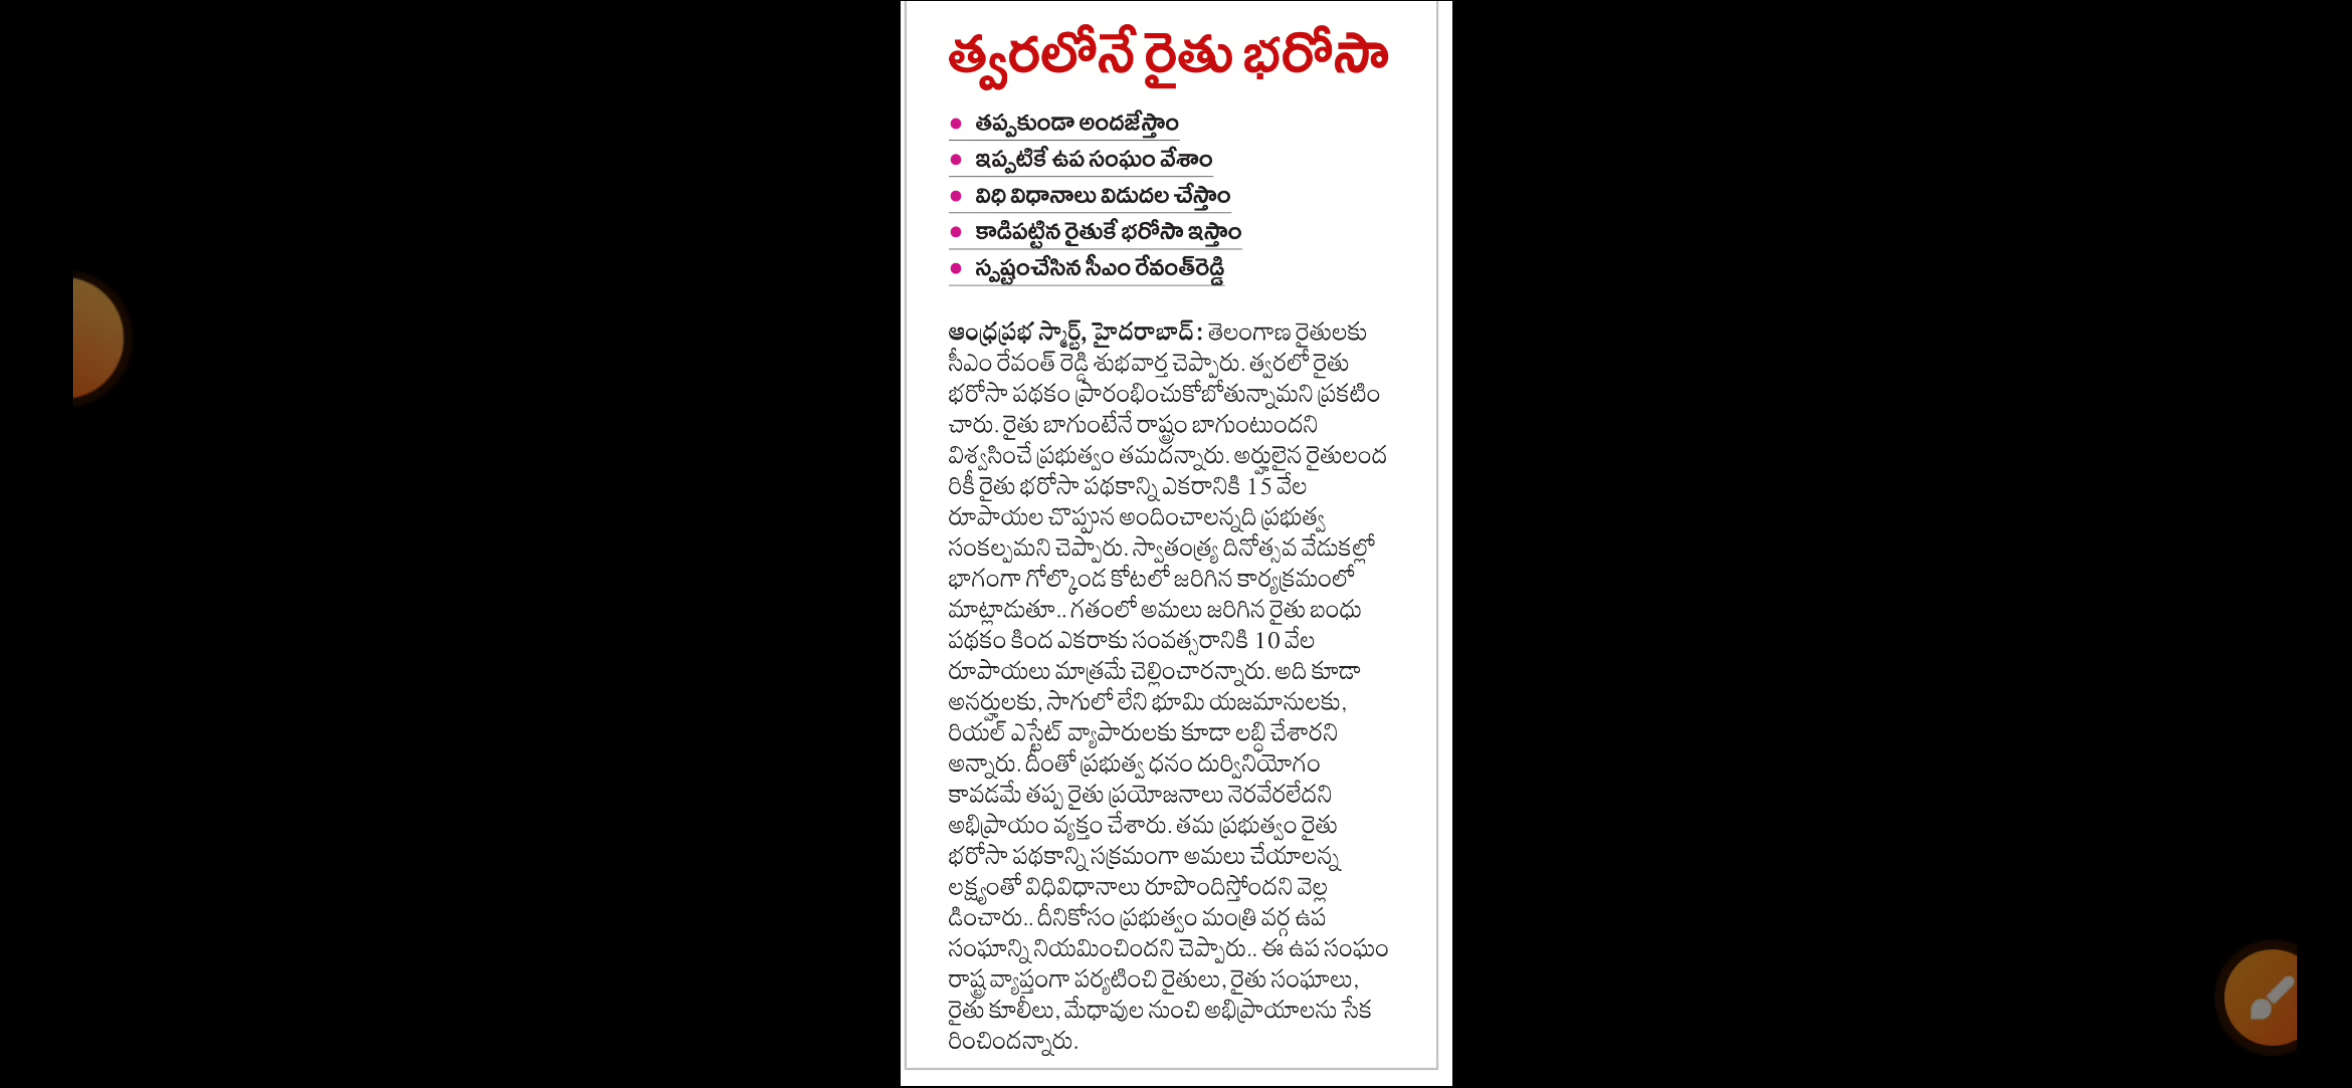 త్వరలోనే రైతు భరోసా
• తప్పకుండా అందజేస్తాం
• ఇప్పటికే ఉప సంఘం వేశాం
• విధి విధానాలు విడుదల చేస్తాం
• కాడిపట్టిన రైతుకే భరోసా ఇస్తాం
• స్పష్టంచేసిన సీఎం రేవంత్‌రెడ్డి
ఆంధ్రప్రభ స్మార్ట్, హైదరాబాద్ : తెలంగాణ రైతులకు
సీఎం రేవంత్ రెడ్డి శుభవార్త చెప్పారు. త్వరలో రైతు
భరోసా పథకం ప్రారంభించుకోబోతున్నామని ప్రకటిం
చారు. రైతు బాగుంటేనే రాష్ట్రం బాగుంటుందని
విశ్వసించే ప్రభుత్వం తమదన్నారు. అర్హులైన రైతులంద
రికీ రైతు భరోసా పథకాన్ని ఎకరానికి 15 వేల
రూపాయల చొప్పున అందించాలన్నది ప్రభుత్వ
సంకల్పమని చెప్పారు. స్వాతంత్ర్య దినోత్సవ వేడుకల్లో
భాగంగా గోల్కొండ కోటలో జరిగిన కార్యక్రమంలో
మాట్లాడుతూ.. గతంలో అమలు జరిగిన రైతు బంధు
పథకం కింద ఎకరాకు సంవత్సరానికి 10 వేల
రూపాయలు మాత్రమే చెల్లించారన్నారు. అది కూడా
అనర్హులకు, సాగులో లేని భూమి యజమానులకు,
రియల్ ఎస్టేట్ వ్యాపారులకు కూడా లబ్ధి చేశారని
అన్నారు. దీంతో ప్రభుత్వ ధనం దుర్వినియోగం
కావడమే తప్ప రైతు ప్రయోజనాలు నెరవేరలేదని
అభిప్రాయం వ్యక్తం చేశారు. తమ ప్రభుత్వం రైతు
భరోసా పథకాన్ని సక్రమంగా అమలు చేయాలన్న
లక్ష్యంతో విధివిధానాలు రూపొందిస్తోందని వెల్ల
డించారు.. దీనికోసం ప్రభుత్వం మంత్రి వర్గ ఉప
సంఘాన్ని నియమించిందని చెప్పారు.. ఈ ఉప సంఘం
రాష్ట్ర వ్యాప్తంగా పర్యటించి రైతులు, రైతు సంఘాలు,
రైతు కూలీలు, మేధావుల నుంచి అభిప్రాయాలను సేక
రించిందన్నారు.